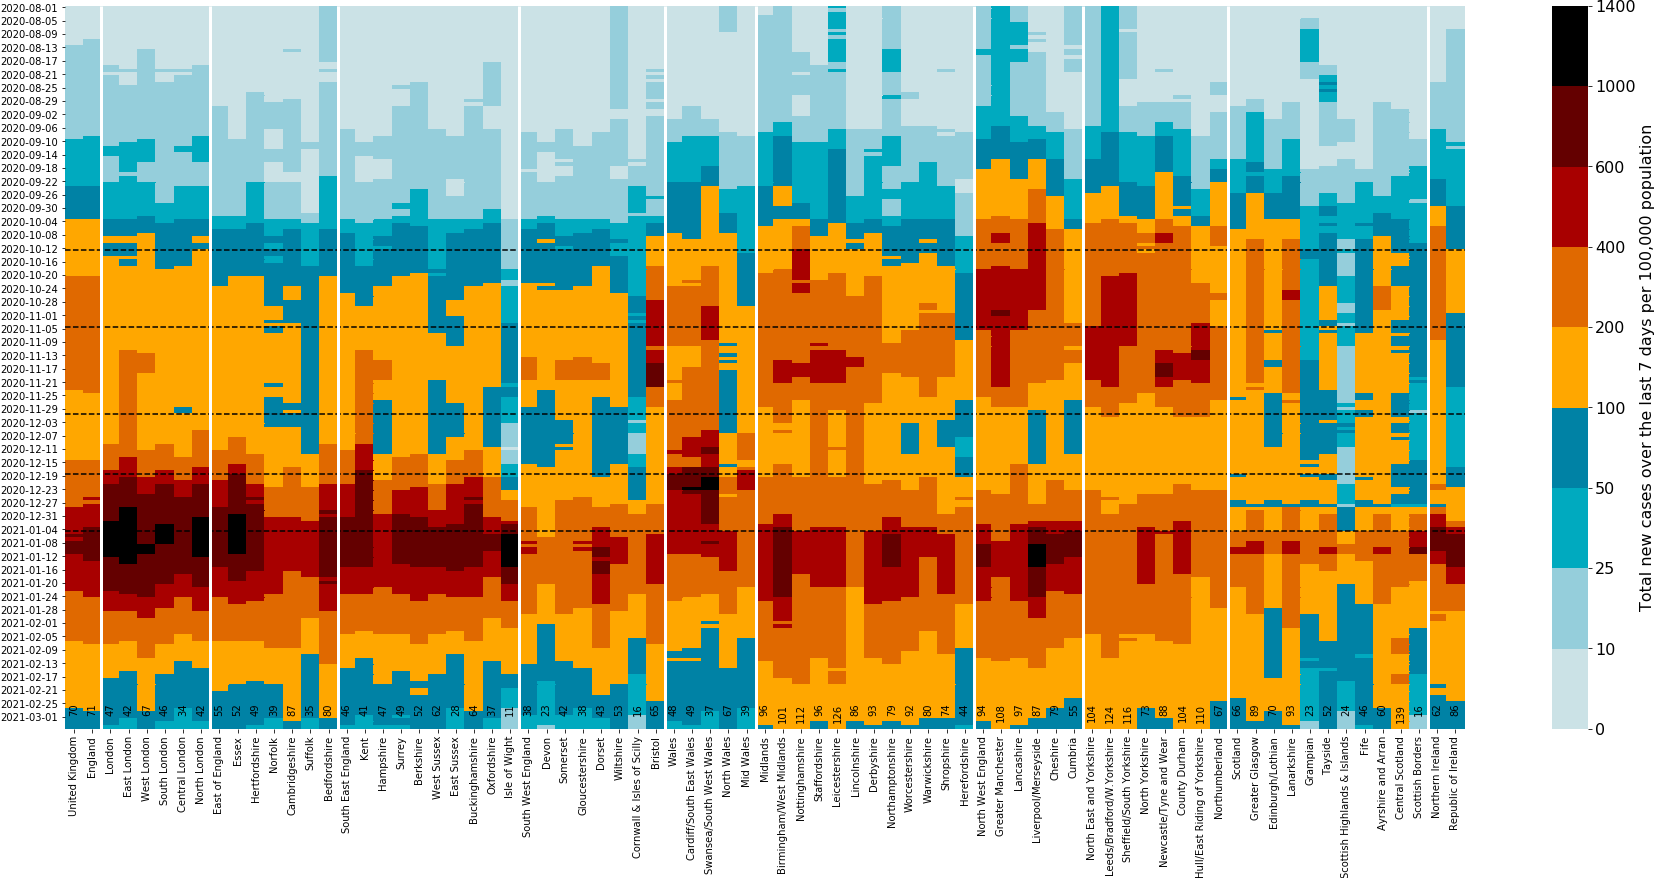 2020-08-01
2020-08-05
2020-08-09
2020-08-13
2020-08-17
2020-08-21
2020-08-25
2020-08-29
2020-09-02
2020-09-06
2020-09-10
2020-09-14
2020-09-18
2020-09-22
2020-09-26
2020-09-30
2020-10-04
2020-10-08
2020-10-12
2020-10-16
2020-10-20
2020-10-24
2020-10-28
2020-11-01
2020-11-05
2020-11-09
2020-11-13
2020-11-17
2020-11-21
2020-11-25
2020-11-29
2020-12-03
2020-12-07
2020-12-11
2020-12-15
2020-12-19
2020-12-23
2020-12-27
2020-12-31
2021-01-04
2021-01-08
2021-01-12
2021-01-16
2021-01-20
2021-01-24
2021-01-28
2021-02-01
2021-02-05
2021-02-09
2021-02-13
2021-02-17
2021-02-21
2021-02-25
2021-03-01
70 71 47 42 67 46 34 42 55 52 49 39 87 35 80 46 41 47 49 52 62 28 64 37 11 38 23 42 38 43 53 16 65 48 49 37 67 39 96 101 112 96 126 86 93 79 92 80 74 44 94 108 97 87 79 55 104 124 116 73 88 104 110 67 66 89 70 93 23 52 24 46 60 139 16 62 86
United Kingdom
England
London
East London
West London
South London
Central London
North London
East of England
Essex
Hertfordshire
Norfolk
Cambridgeshire
Suffolk
Bedfordshire
South East England
Kent
Hampshire
Surrey
Berkshire
West Sussex
East Sussex
Buckinghamshire
Oxfordshire
Isle of Wight
South West England
Devon
Somerset
Gloucestershire
Dorset
Wiltshire
Cornwall & Isles of Scilly
Bristol
Wales
Cardiff/South East Wales
Swansea/South West Wales
North Wales
Mid Wales
Midlands
Birmingham/West Midlands
Nottinghamshire
Staffordshire
Leicestershire
Lincolnshire
Derbyshire
Northamptonshire
Worcestershire
Warwickshire
Shropshire
Herefordshire
North West England
Greater Manchester
Lancashire
Liverpool/Merseyside
Cheshire
Cumbria
North East and Yorkshire
Leeds/Bradford/W. Yorkshire
Sheffield/South Yorkshire
North Yorkshire
Newcastle/Tyne and Wear
County Durham
Hull/East Riding of Yorkshire
Northumberland
Scotland
Greater Glasgow
Edinburgh/Lothian
Lanarkshire
Grampian
Tayside
Scottish Highlands & Islands
Fife
Ayrshire and Arran
Central Scotland
Scottish Borders
Northern Ireland
Republic of Ireland
1400
1000
600
400
200
100
50
25
10
0
Total new cases over the last 7 days per 100,000 population